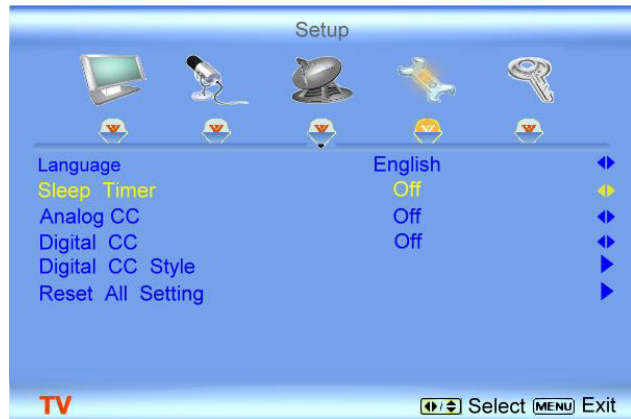 Setup
Language English
Sleep Timer Off
Analog CC Off
Digital CC Off
Digital CC Style
Reset All Setting
TV Select MENU Exit